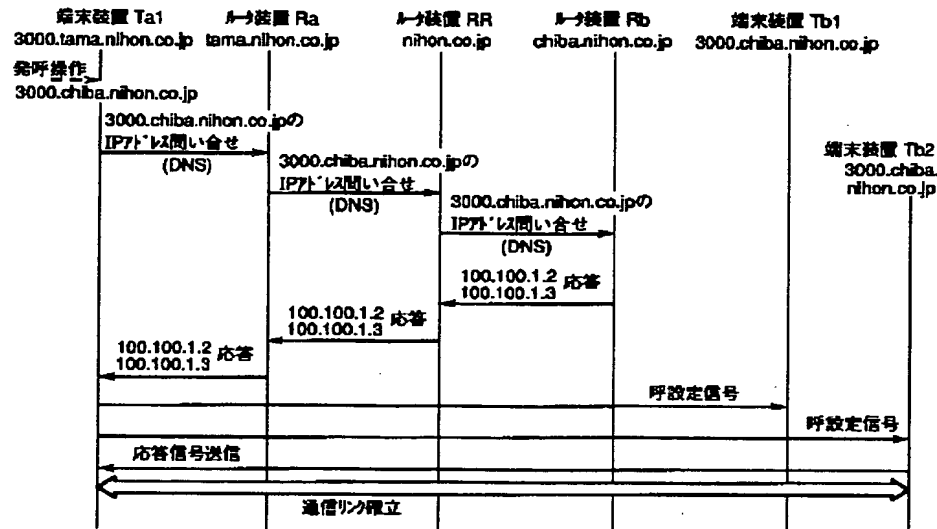 端末装置 Ta1
3000.tama.nihon.co.jp
ルータ装置 Ra
tama.nihon.co.jp
ルータ装置 RR
nihon.co.jp
ルータ装置 Rb
chiba.nihon.co.jp
端末装置 Tb1
3000.chiba.nihon.co.jp
発呼操作
3000.chiba.nihon.co.jp
3000.chiba.nihon.co.jpの
IPアドレス問い合せ
(DNS)
3000.chiba.nihon.co.jpの
IPアドレス問い合せ
(DNS)
3000.chiba.nihon.co.jpの
IPアドレス問い合せ
(DNS)
端末装置 Tb2
3000.chiba.
nihon.co.jp
100.100.1.2 応答
100.100.1.3
100.100.1.2 応答
100.100.1.3
100.100.1.2 応答
100.100.1.3
呼設定信号
呼設定信号
応答信号送信
通信リンク確立